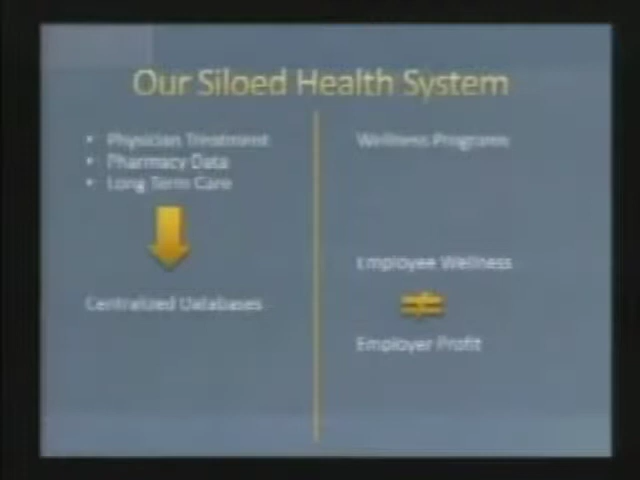 Our Siloed Health System
• Physician Treatment
• Pharmacy Data
• Long Term Care
Centralized Databases
Wellness Programs
Employee Wellness
≠
Employer Profit